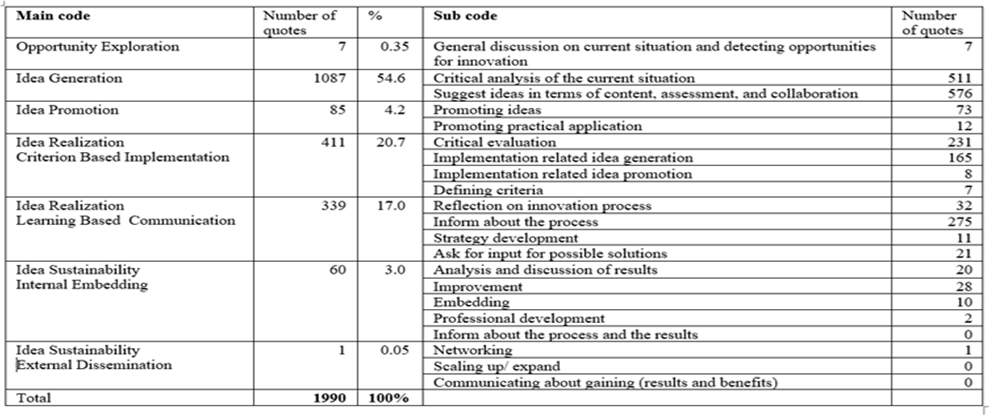 Main code Number of % Sub code Number
quotes of quotes
Opportunity Exploration 7 0.35 General discussion on current situation and detecting opportunities 7
for innovation
Idea Generation 1087 54.6 Critical analysis of the current situation 511
Suggest ideas in terms of content, assessment, and collaboration 576
Idea Promotion 85 4.2 Promoting ideas 73
Promoting practical application 12
Idea Realization 411 20.7 Critical evaluation 231
Criterion Based Implementation Implementation related idea generation 165
Implementation related idea promotion 8
Defining criteria 7
Idea Realization 339 17.0 Reflection on innovation process 32
Learning Based Communication Inform about the process 275
Strategy development 11
Ask for input for possible solutions 21
Idea Sustainability 60 3.0 Analysis and discussion of results 20
Internal Embedding Improvement 28
Embedding 10
Professional development 2
Inform about the process and the results 0
Idea Sustainability 1 0.05 Networking 1
External Dissemination Scaling up/ expand 0
Communicating about gaining (results and benefits) 0
Total 1990 100%